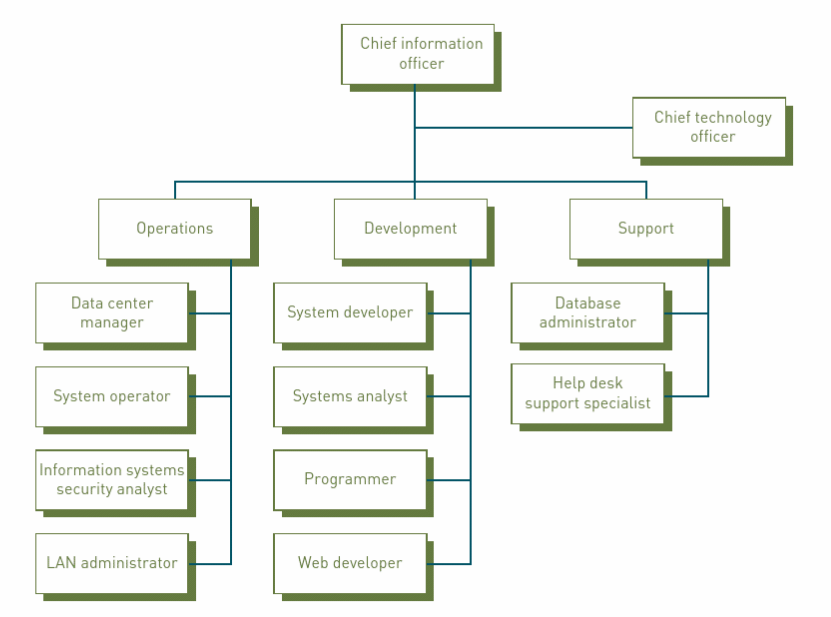 Chief information
officer
Chief technology
officer
Operations
Development
Support
Data center
manager
System developer
Database
administrator
System operator
Systems analyst
Help desk
support specialist
Information systems
security analyst
Programmer
LAN administrator
Web developer